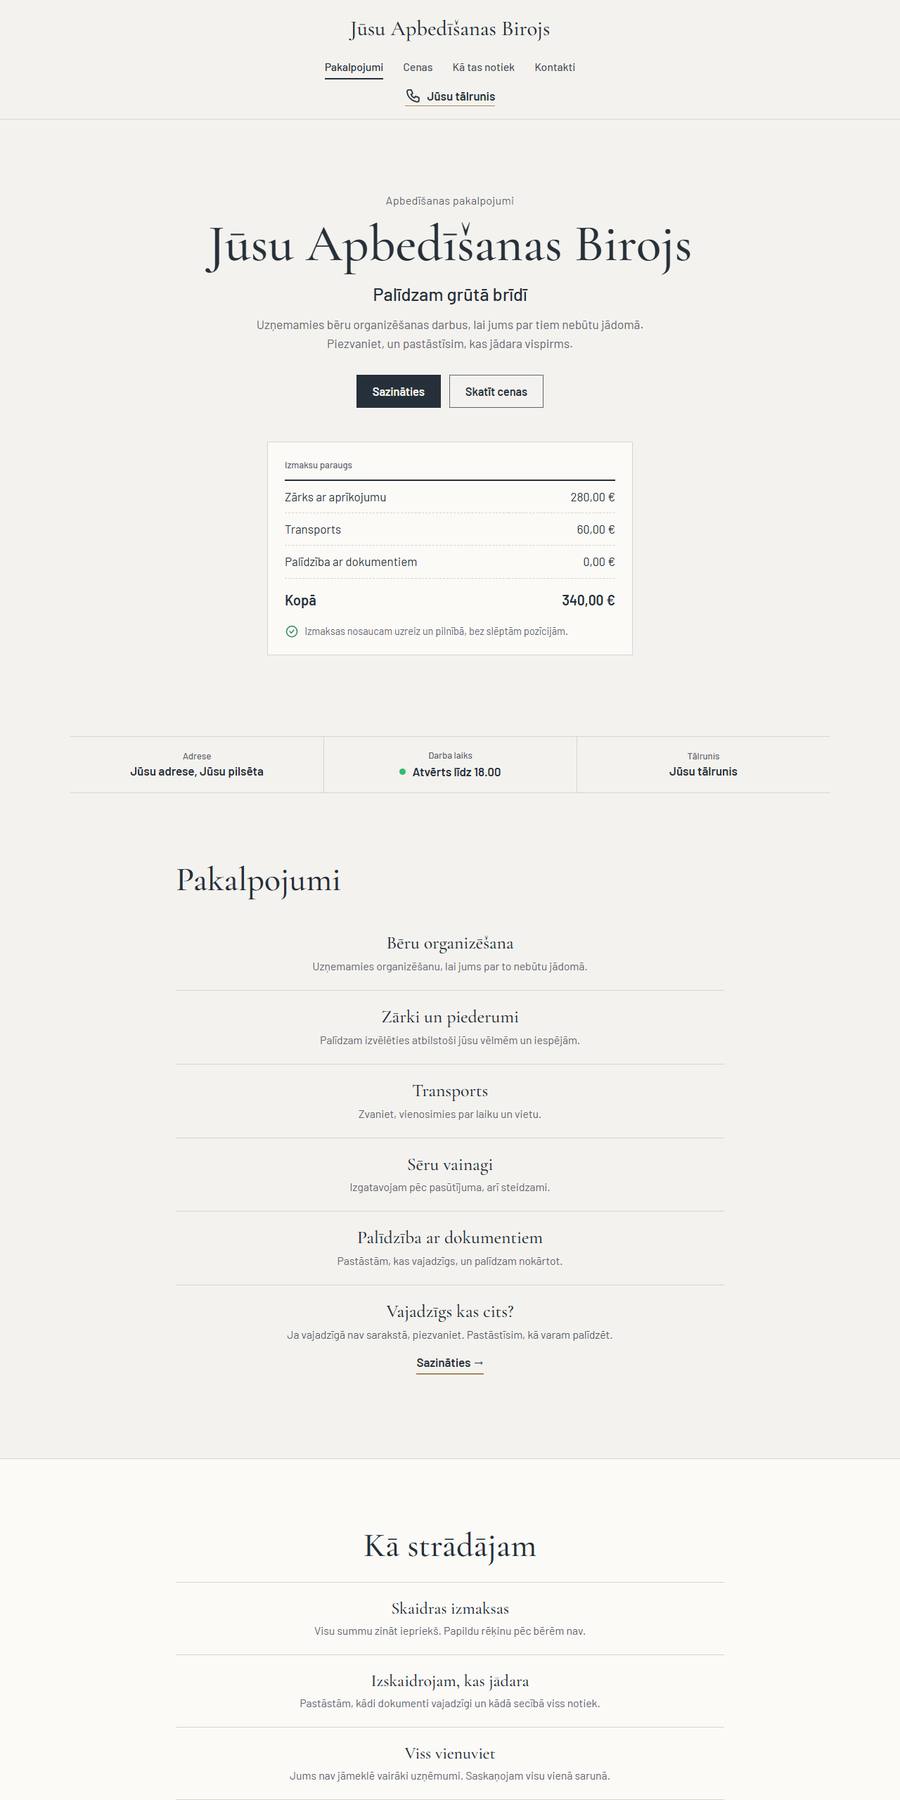 Jūsu Apbedīšanas Birojs
Pakalpojumi Cenas Kā tas notiek Kontakti
Jūsu tālrunis
Apbedīšanas pakalpojumi
Jūsu Apbedīšanas Birojs
Palīdzam grūtā brīdī
Uzņemamies bēru organizēšanas darbus, lai jums par tiem nebūtu jādomā.
Piezvaniet, un pastāstīsim, kas jādara vispirms.
Sazināties Skatīt cenas
Izmaksu paraugs
Zārks ar aprīkojumu 280,00 €
Transports 60,00 €
Palīdzība ar dokumentiem 0,00 €
Kopā 340,00 €
Izmaksas nosaucam uzreiz un pilnībā, bez slēptām pozīcijām.
Adrese
Jūsu adrese, Jūsu pilsēta
Darba laiks
Atvērts līdz 18.00
Tālrunis
Jūsu tālrunis
Pakalpojumi
Bēru organizēšana
Uzņemamies organizēšanu, lai jums par to nebūtu jādomā.
Zārki un piederumi
Palīdzam izvēlēties atbilstoši jūsu vēlmēm un iespējām.
Transports
Zvaniet, vienosimies par laiku un vietu.
Sēru vainagi
Izgatavojam pēc pasūtījuma, arī steidzami.
Palīdzība ar dokumentiem
Pastāstām, kas vajadzīgs, un palīdzam nokārtot.
Vajadzīgs kas cits?
Ja vajadzīgā nav sarakstā, piezvaniet. Pastāstīsim, kā varam palīdzēt.
Sazināties →
Kā strādājam
Skaidras izmaksas
Visu summu zināt iepriekš. Papildu rēķinu pēc bērēm nav.
Izskaidrojam, kas jādara
Pastāstām, kādi dokumenti vajadzīgi un kādā secībā viss notiek.
Viss vienuviet
Jums nav jāmeklē vairāki uzņēmumi. Saskaņojam visu vienā sarunā.